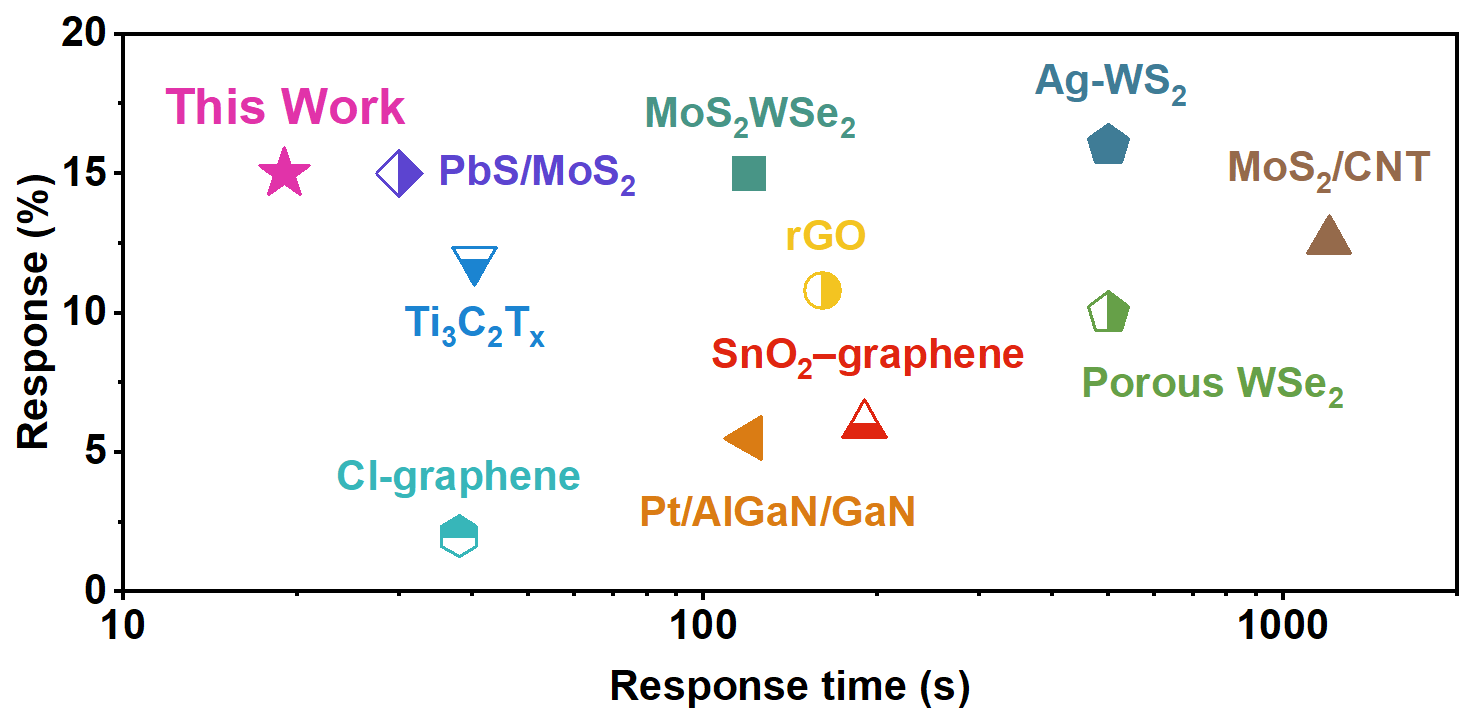 20
Ag-WS₂
This Work
MoS₂WSe₂
15
PbS/MoS₂
MoS₂/CNT
rGO
10
Ti₃C₂Tₓ
SnO₂–graphene
Porous WSe₂
5
Cl-graphene
Pt/AlGaN/GaN
0
10
100
1000
Response (%)
Response time (s)